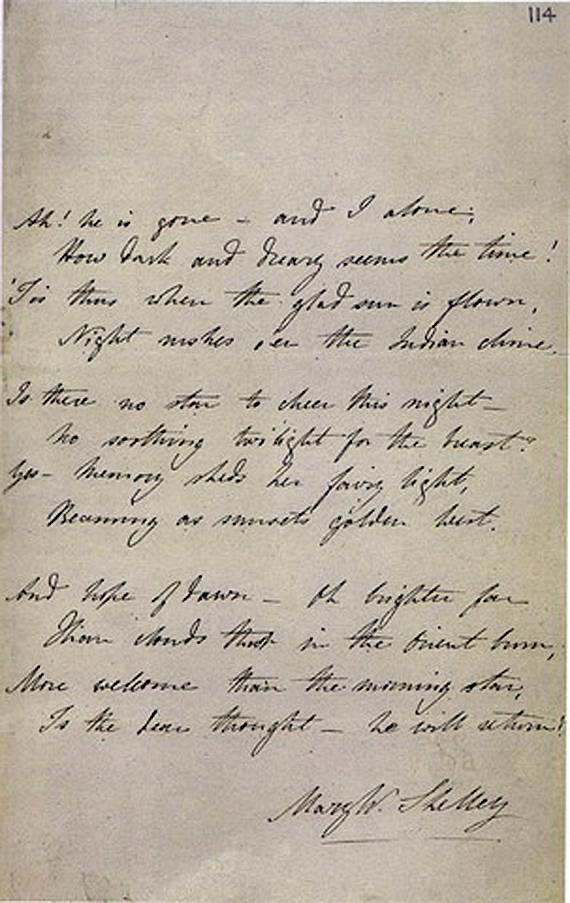 114
Ah! he is gone – and I alone;
How dark and dreary seems the time!
'Tis thus when the glad sun is flown,
Night rushes o'er the Indian clime.
Is there no star to cheer this night –
No soothing twilight for the breast?
Yes – Memory sheds her fairy light,
Beaming as sunsets golden west.
And hope of dawn – Oh brighter far
Than clouds that in the Orient burn;
More welcome than the morning star,
Is the dear thought – he will return!
Mary W. Shelley